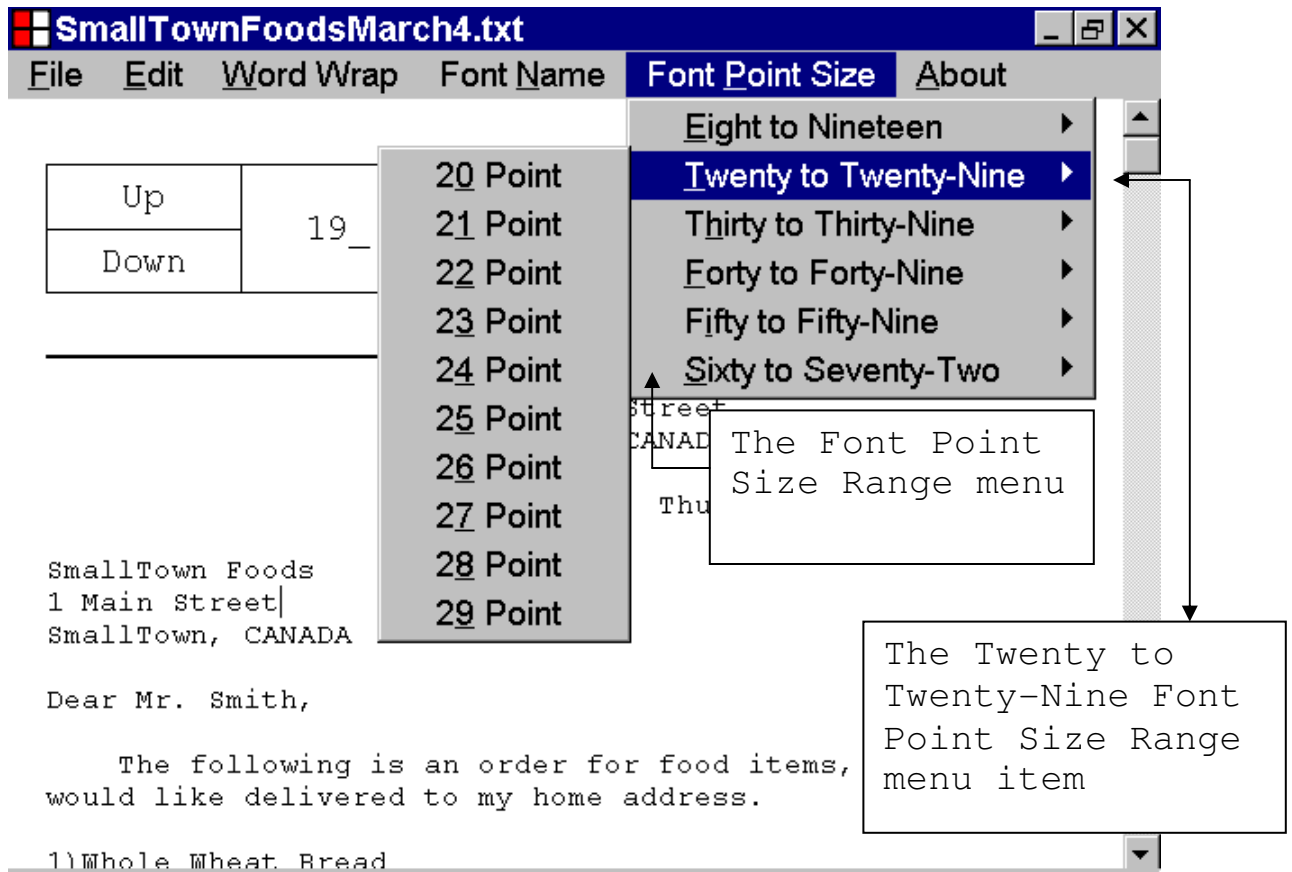 SmallTownFoodsMarch4.txt
File Edit Word Wrap Font Name Font Point Size About
Eight to Nineteen
Twenty to Twenty-Nine
Thirty to Thirty-Nine
Forty to Forty-Nine
Fifty to Fifty-Nine
Sixty to Seventy-Two
20 Point
21 Point
22 Point
23 Point
24 Point
25 Point
26 Point
27 Point
28 Point
29 Point
Up
Down
19_
Street
CANAD
Thu
The Font Point
Size Range menu
SmallTown Foods
1 Main Street
SmallTown, CANADA
Dear Mr. Smith,
The following is an order for food items,
would like delivered to my home address.
1)Whole Wheat Bread
The Twenty to
Twenty-Nine Font
Point Size Range
menu item